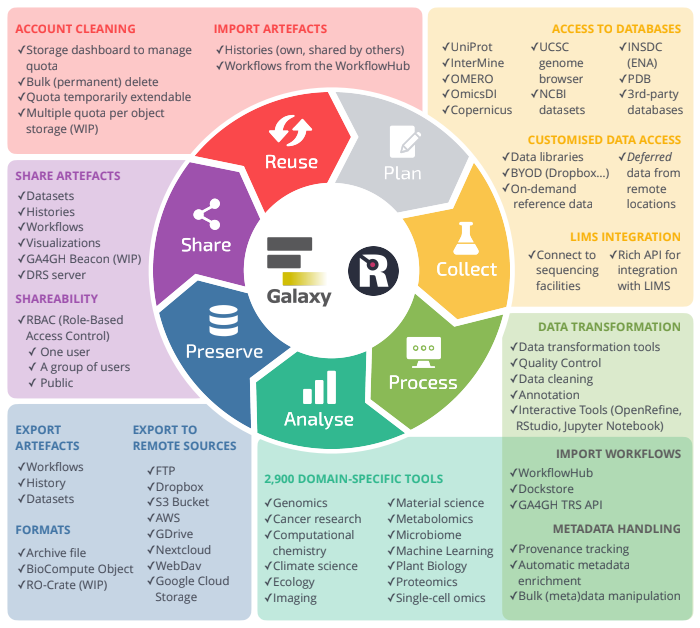 ACCOUNT CLEANING
✓Storage dashboard to manage
quota
✓Bulk (permanent) delete
✓Quota temporarily extendable
✓Multiple quota per object
storage (WIP)
IMPORT ARTEFACTS
✓Histories (own, shared by others)
✓Workflows from the WorkflowHub
ACCESS TO DATABASES
✓UniProt
✓InterMine
✓OMERO
✓OmicsDI
✓Copernicus
✓UCSC
genome
browser
✓NCBI
datasets
✓INSDC
(ENA)
✓PDB
✓3rd-party
databases
CUSTOMISED DATA ACCESS
✓Data libraries
✓BYOD (Dropbox...)
✓On-demand
reference data
✓Deferred
data from
remote
locations
LIMS INTEGRATION
✓Connect to
sequencing
facilities
✓Rich API for
integration
with LIMS
SHARE ARTEFACTS
✓Datasets
✓Histories
✓Workflows
✓Visualizations
✓GA4GH Beacon (WIP)
✓DRS server
SHAREABILITY
✓RBAC (Role-Based
Access Control)
✓ One user
✓ A group of users
✓ Public
Reuse
Plan
Share
Collect
Galaxy
R
Preserve
Process
Analyse
DATA TRANSFORMATION
✓Data transformation tools
✓Quality Control
✓Data cleaning
✓Annotation
✓Interactive Tools (OpenRefine,
RStudio, Jupyter Notebook)
EXPORT
ARTEFACTS
✓Workflows
✓History
✓Datasets
FORMATS
✓Archive file
✓BioCompute Object
✓RO-Crate (WIP)
EXPORT TO
REMOTE SOURCES
✓FTP
✓Dropbox
✓S3 Bucket
✓AWS
✓GDrive
✓Nextcloud
✓WebDav
✓Google Cloud
Storage
2,900 DOMAIN-SPECIFIC TOOLS
✓Genomics
✓Cancer research
✓Computational
chemistry
✓Climate science
✓Ecology
✓Imaging
✓Material science
✓Metabolomics
✓Microbiome
✓Machine Learning
✓Plant Biology
✓Proteomics
✓Single-cell omics
IMPORT WORKFLOWS
✓WorkflowHub
✓Dockstore
✓GA4GH TRS API
METADATA HANDLING
✓Provenance tracking
✓Automatic metadata
enrichment
✓Bulk (meta)data manipulation